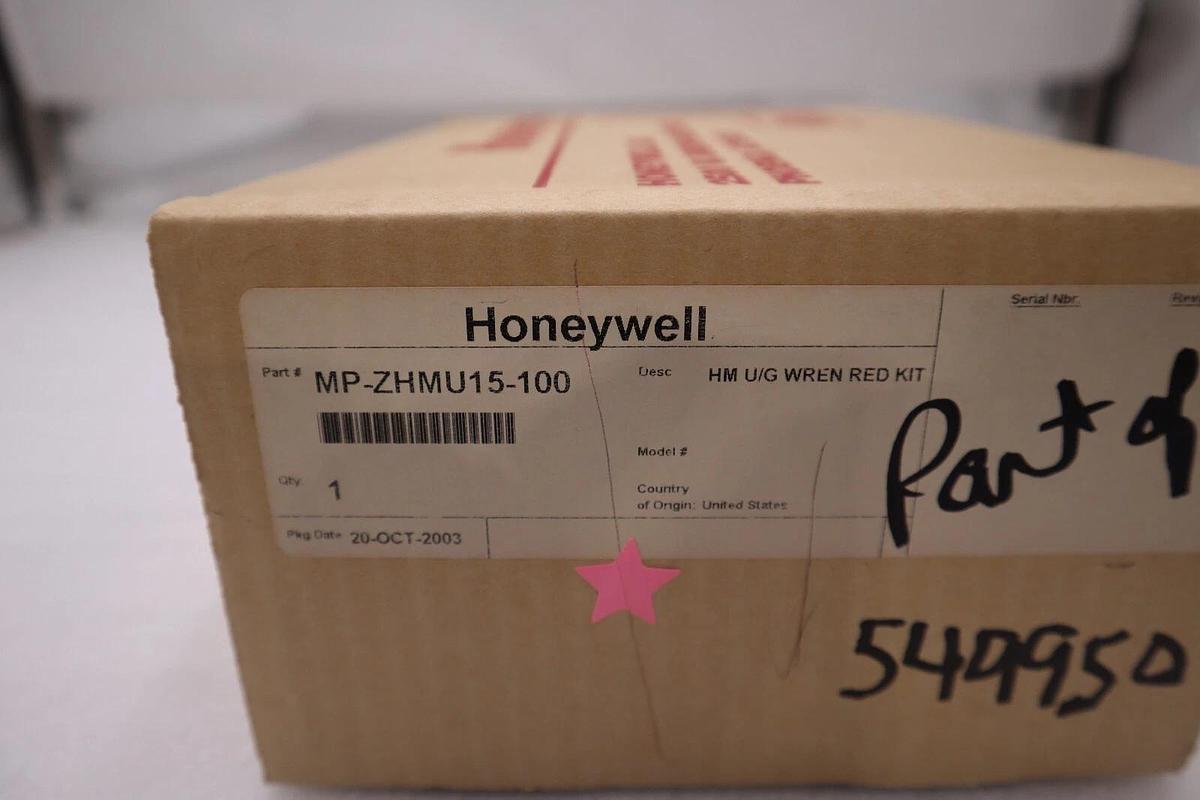 Honeywell
Serial Nbr.
Part # MP-ZHMU15-100
Desc HM U/G WREN RED KIT
Part of
Model #
Qty. 1
Country
of Origin: United States
Pkg Date 20-OCT-2003
549950